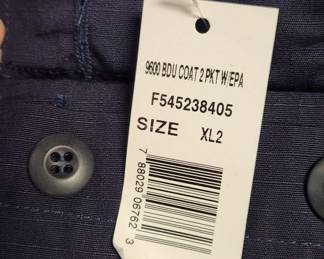 9600 BDU COAT 2 PKT W/EPA
F545238405
SIZE XL2
7 88029 06762 3